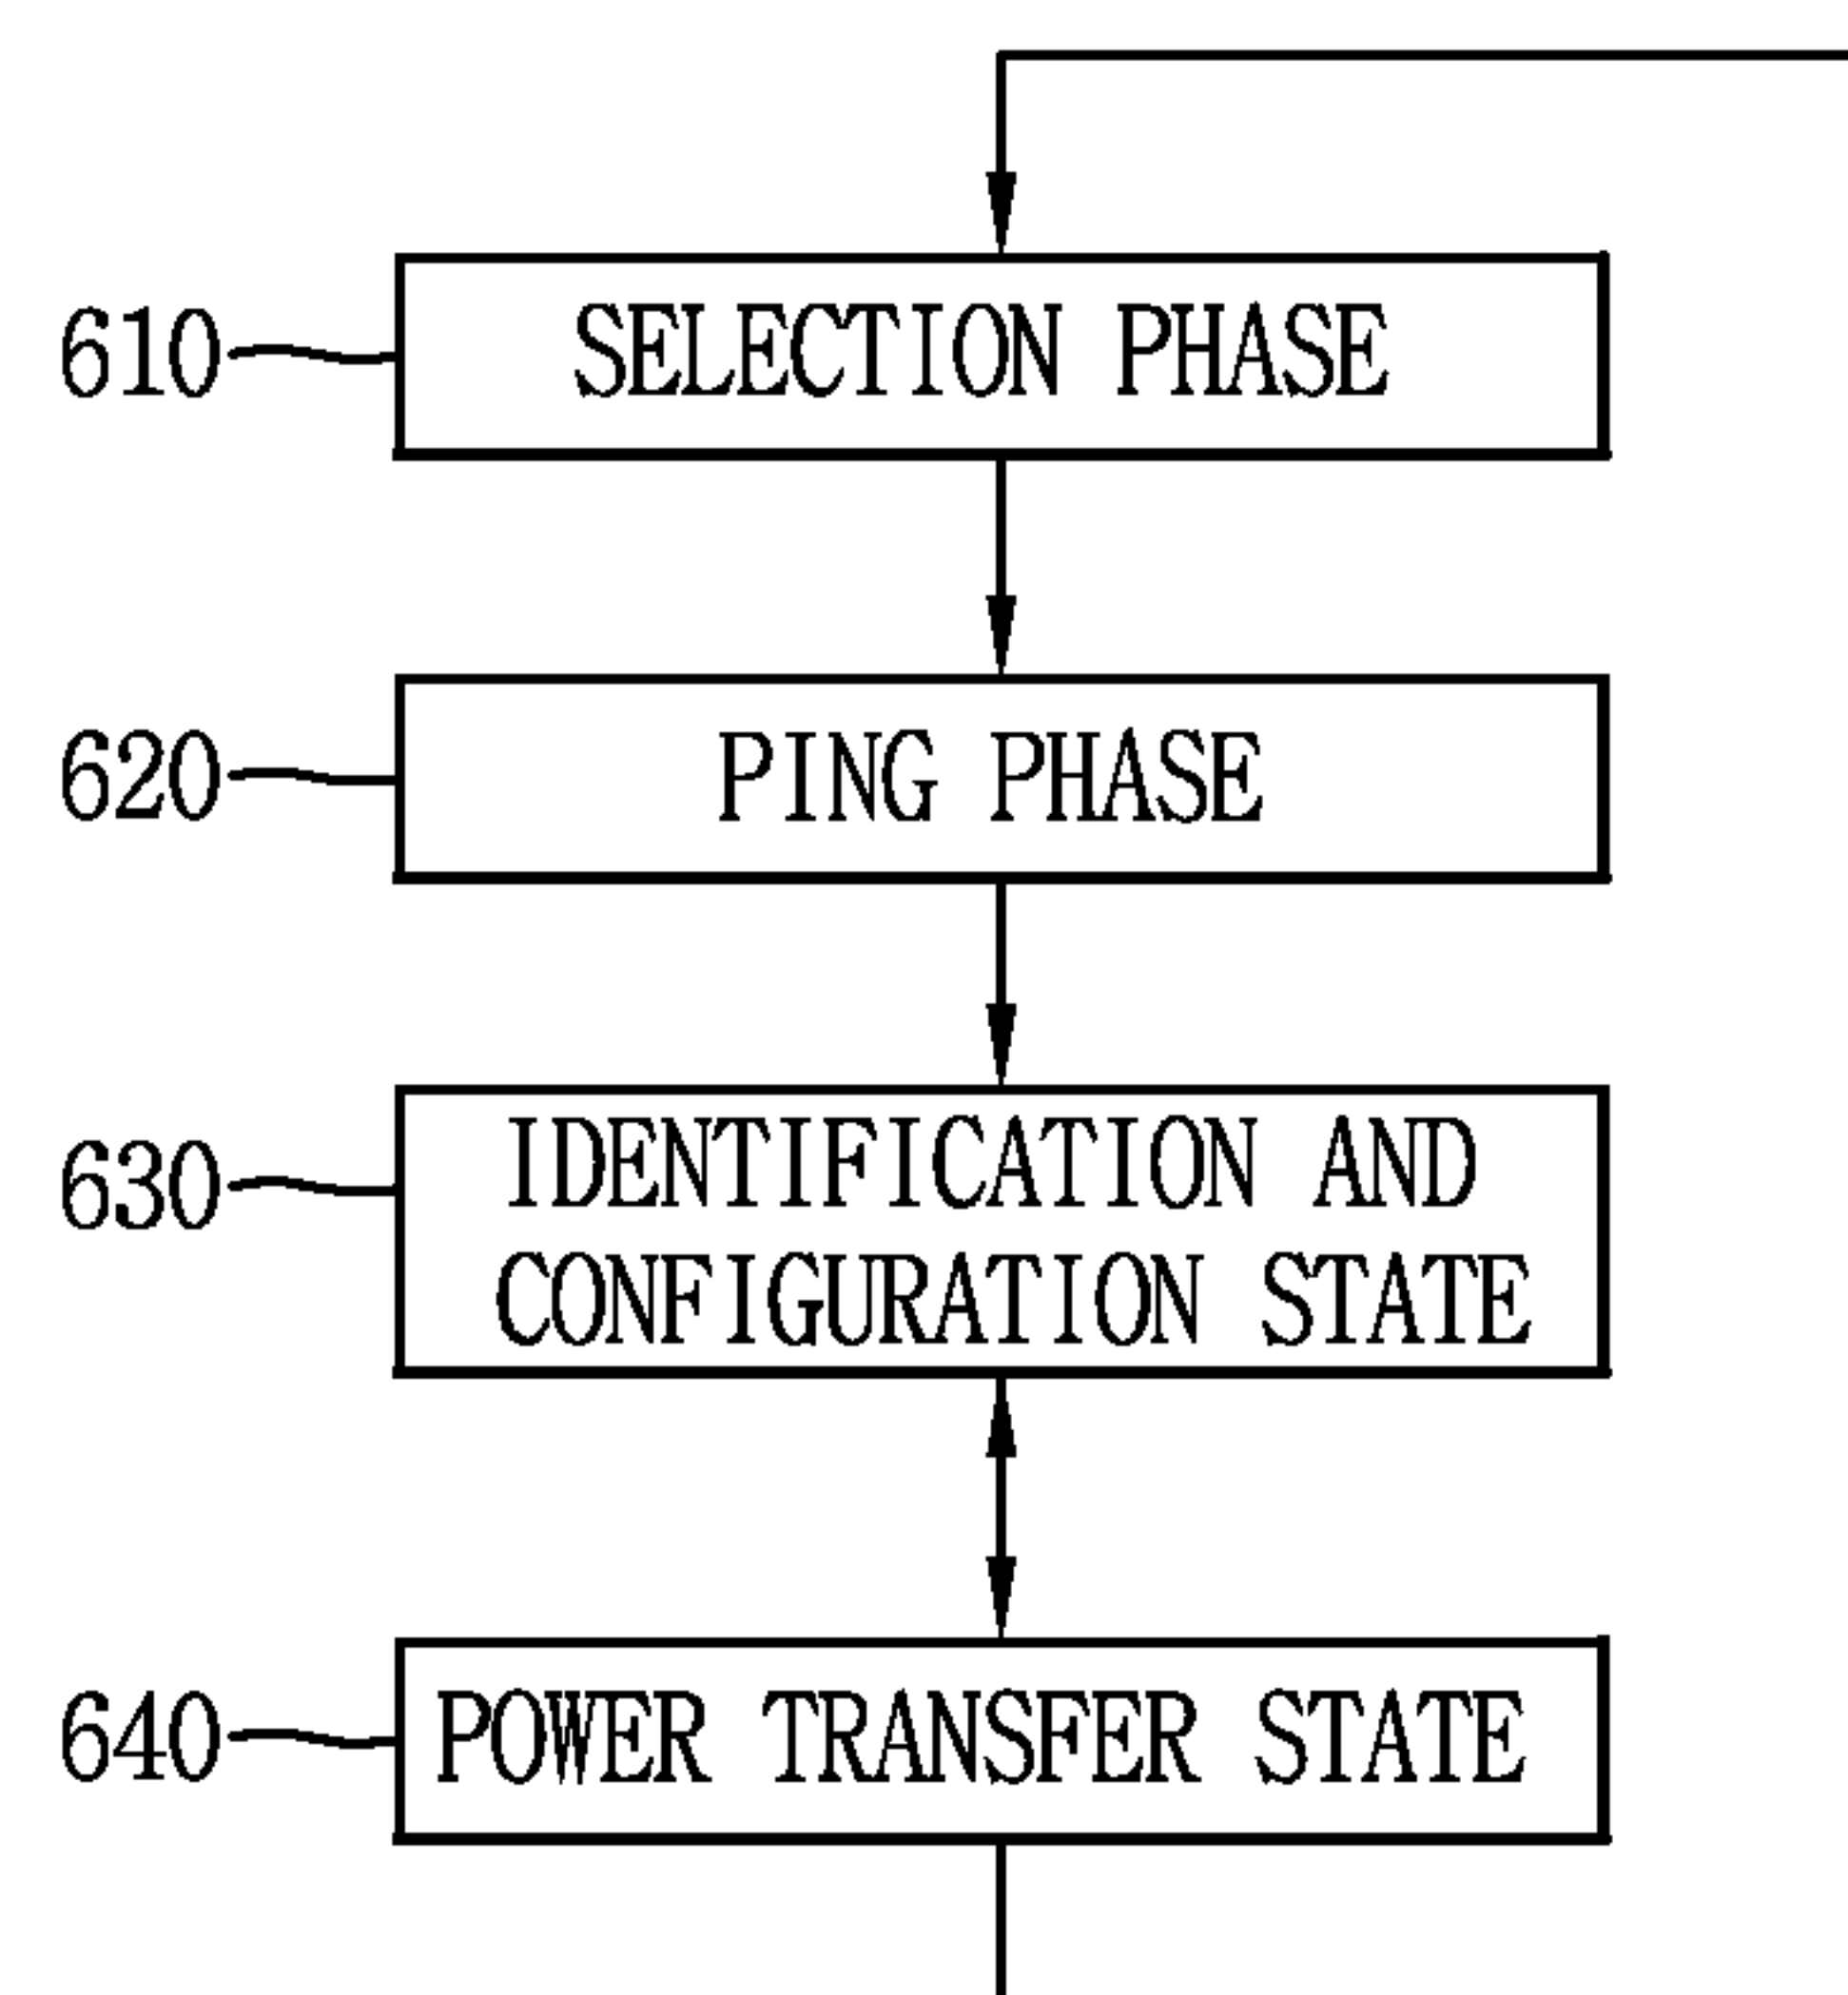 610
SELECTION PHASE
620
PING PHASE
630
IDENTIFICATION AND
CONFIGURATION STATE
640
POWER TRANSFER STATE